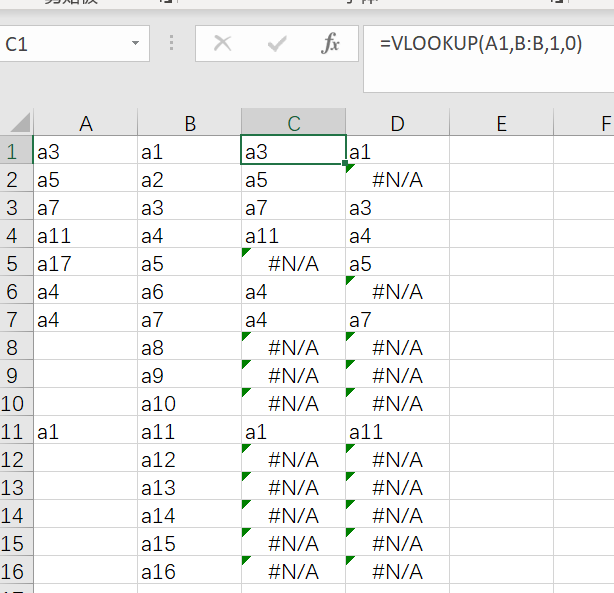 C1 fx =VLOOKUP(A1,B:B,1,0)
A B C D E F
1 a3 a1 a3 a1
2 a5 a2 a5 #N/A
3 a7 a3 a7 a3
4 a11 a4 a11 a4
5 a17 a5 #N/A a5
6 a4 a6 a4 #N/A
7 a4 a7 a4 a7
8 a8 #N/A #N/A
9 a9 #N/A #N/A
10 a10 #N/A #N/A
11 a1 a11 a1 a11
12 a12 #N/A #N/A
13 a13 #N/A #N/A
14 a14 #N/A #N/A
15 a15 #N/A #N/A
16 a16 #N/A #N/A